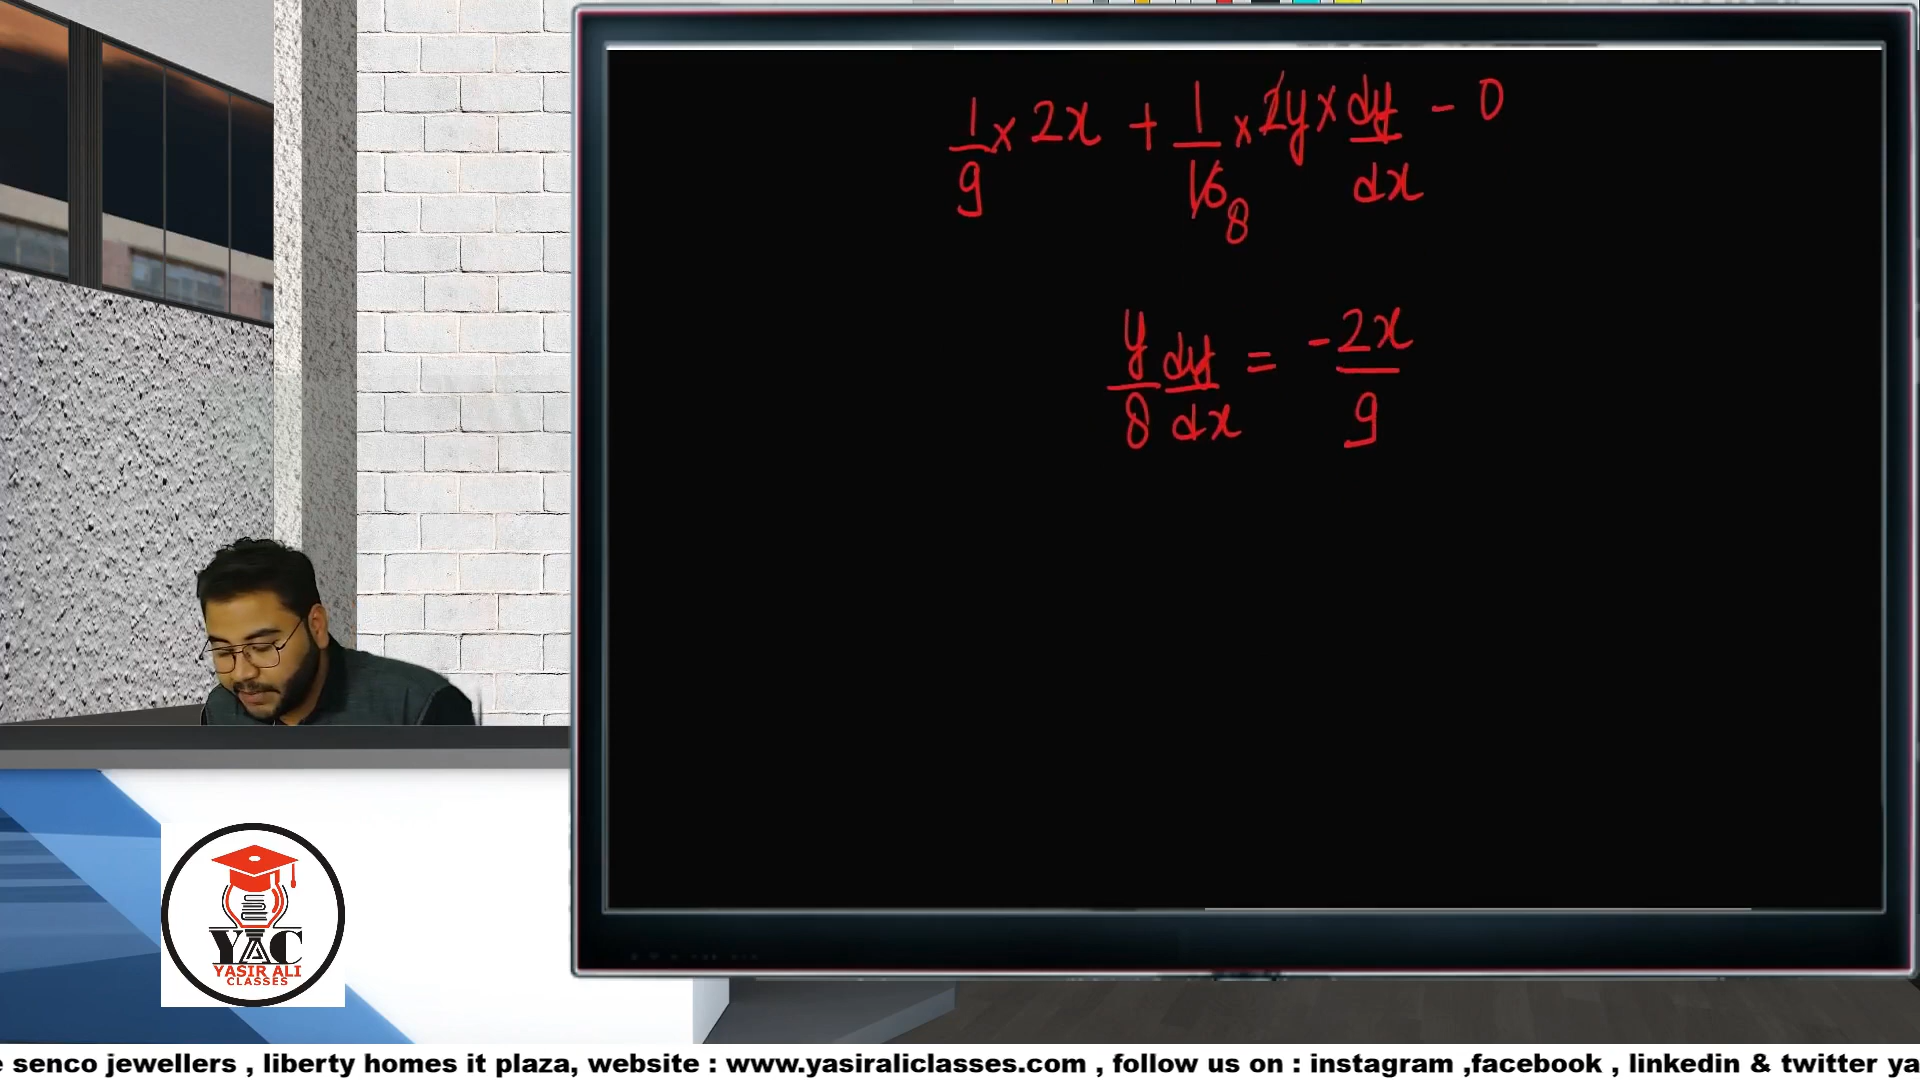 1/9 × 2x + 1/16 × 2y × dy/dx - 0
8
y/8 dy/dx = -2x/9
YAC
YASIR ALI
CLASSES
e senco jewellers , liberty homes it plaza, website : www.yasiraliclasses.com , follow us on : instagram ,facebook , linkedin & twitter ya